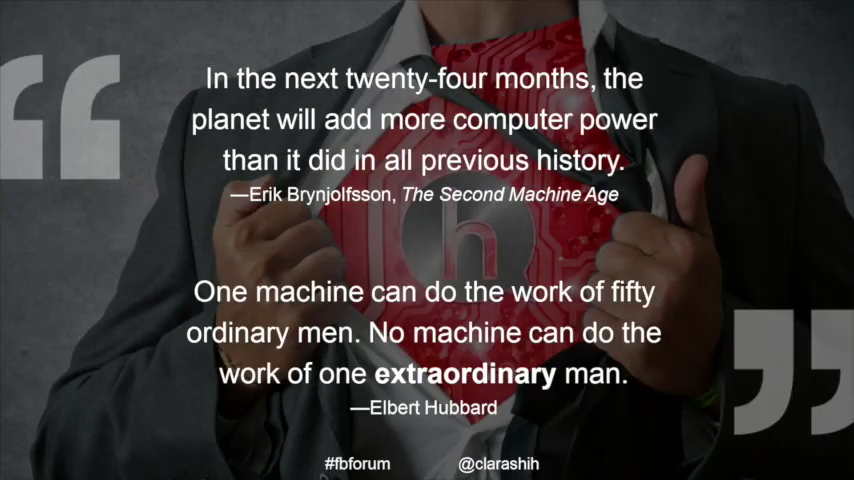 In the next twenty-four months, the
planet will add more computer power
than it did in all previous history.
—Erik Brynjolfsson, The Second Machine Age
h
One machine can do the work of fifty
ordinary men. No machine can do the
work of one extraordinary man.
—Elbert Hubbard
#fbforum @clarashih